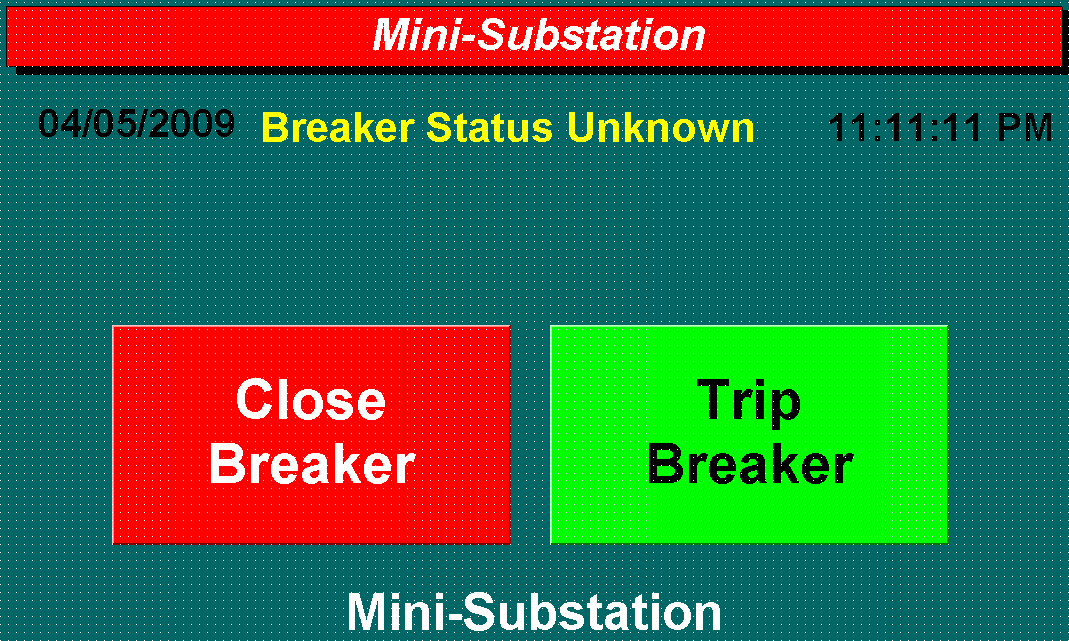 Mini-Substation
04/05/2009 Breaker Status Unknown 11:11:11 PM
Close
Breaker
Trip
Breaker
Mini-Substation